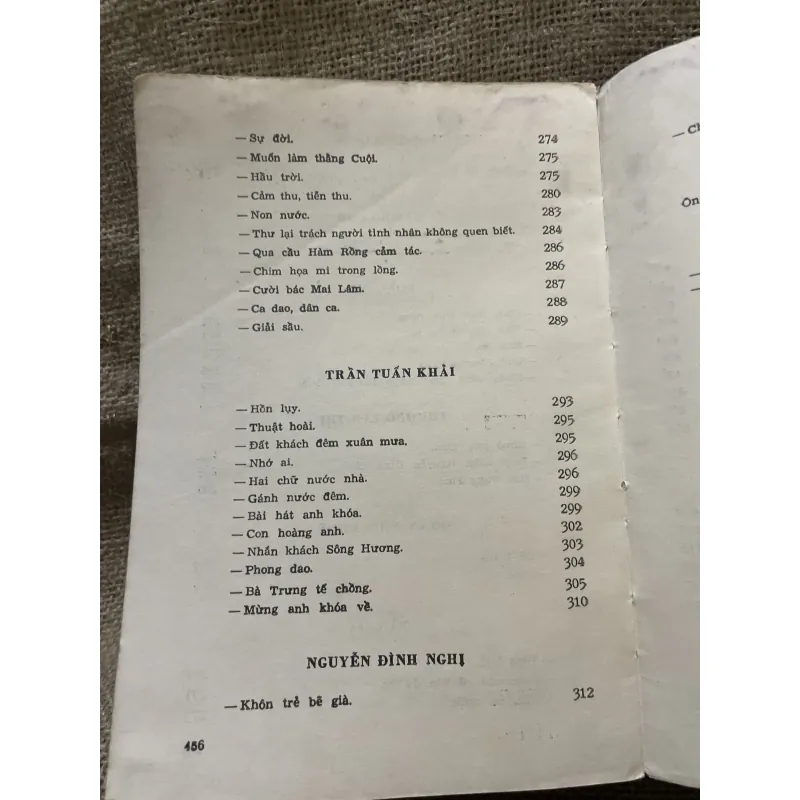 — Sự đời. 274
— Muốn làm thằng Cuội. 275
— Hầu trời. 275
— Cảm thu, tiễn thu. 280
— Non nước. 283
— Thư lại trách người tình nhân không quen biết. 284
— Qua cầu Hàm Rồng cảm tác. 286
— Chim họa mi trong lồng. 286
— Cười bác Mai Lâm. 287
— Ca dao, dân ca. 288
— Giải sầu. 289
TRẦN TUẤN KHẢI
— Hồn lụy. 293
— Thuật hoài. 295
— Đất khách đêm xuân mưa. 295
— Nhớ ai. 296
— Hai chữ nước nhà. 296
— Gánh nước đêm. 299
— Bài hát anh khóa. 299
— Con hoàng anh. 302
— Nhắn khách Sông Hương. 303
— Phong dao. 304
— Bà Trưng tế chồng. 305
— Mừng anh khóa về. 310
NGUYỄN ĐÌNH NGHỊ
— Khôn trẻ bẽ già. 312
456